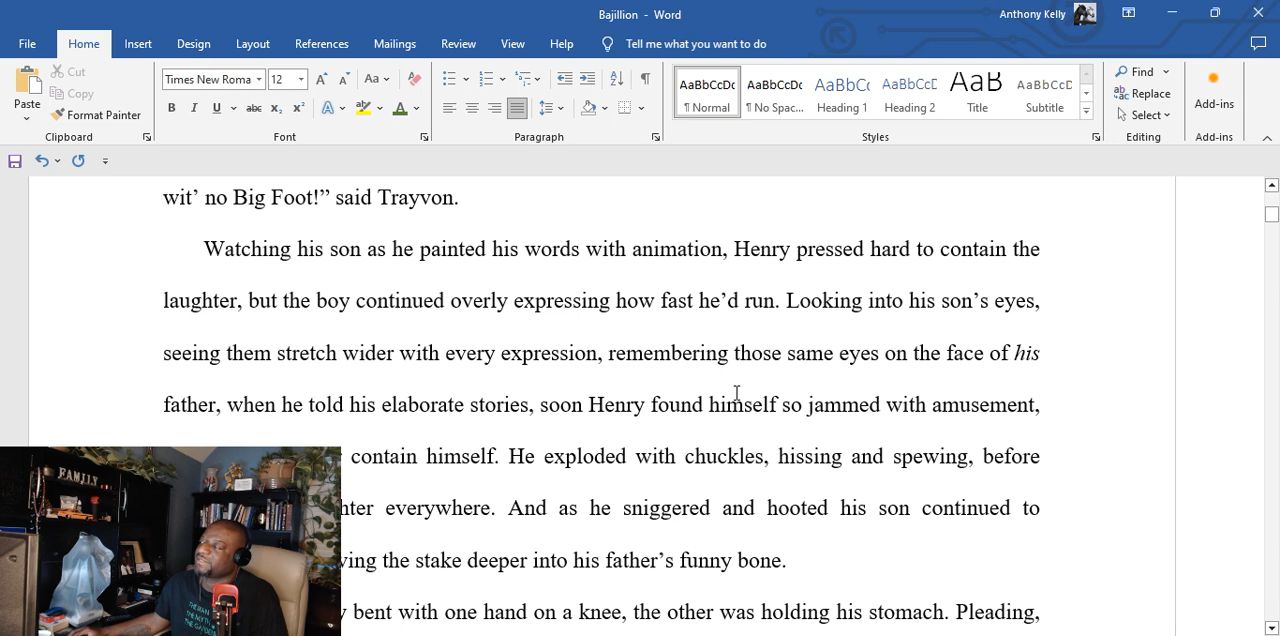 Bajillion - Word
Anthony Kelly
File Home Insert Design Layout References Mailings Review View Help Tell me what you want to do
Paste
Cut
Copy
Format Painter
Clipboard
Times New Roma 12
Aa
B I U abc x₂ x² A A
Font
Paragraph
AaBbCcDc AaBbCcDc AaBbCc AaBbCcD AaB AaBbCcD
¶ Normal ¶ No Spac... Heading 1 Heading 2 Title Subtitle
Styles
Find
Replace
Select
Editing
Add-ins
Add-ins
wit’ no Big Foot!” said Trayvon.
Watching his son as he painted his words with animation, Henry pressed hard to contain the
laughter, but the boy continued overly expressing how fast he’d run. Looking into his son’s eyes,
seeing them stretch wider with every expression, remembering those same eyes on the face of his
father, when he told his elaborate stories, soon Henry found himself so jammed with amusement,
contain himself. He exploded with chuckles, hissing and spewing, before
hter everywhere. And as he sniggered and hooted his son continued to
ving the stake deeper into his father’s funny bone.
y bent with one hand on a knee, the other was holding his stomach. Pleading,
FAMILY